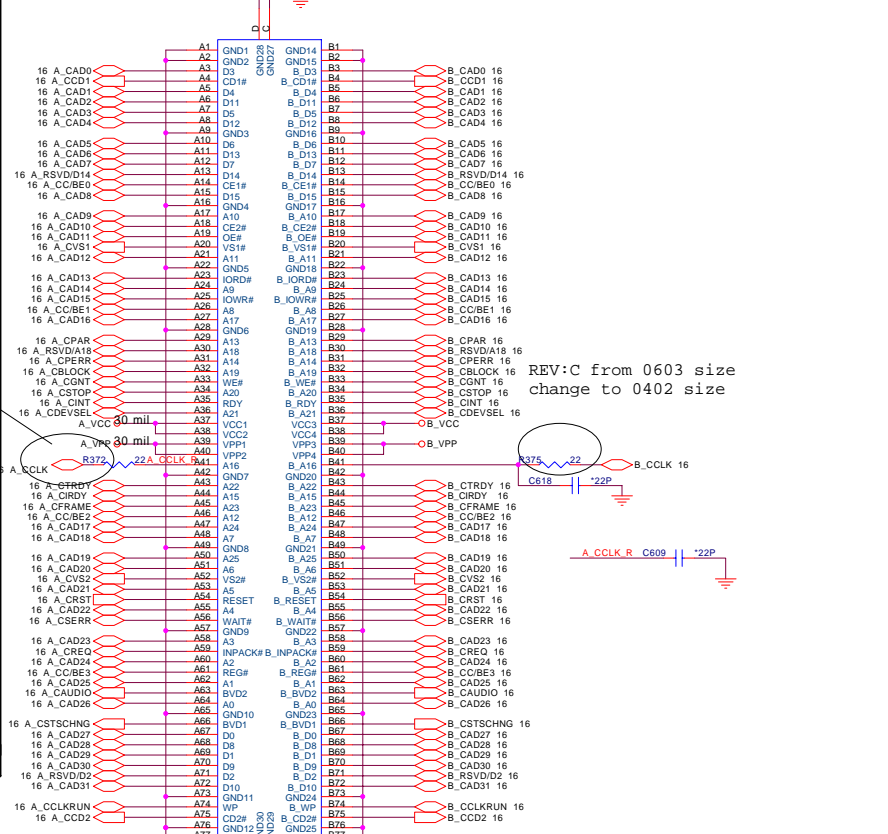 D C
GND28 GND27
A1 GND1 GND14 B1
A2 GND2 GND15 B2
16 A_CAD0 A3 D3 B_D3 B3 B_CAD0 16
16 A_CCD1 A4 CD1# B_CD1# B4 B_CCD1 16
16 A_CAD1 A5 D4 B_D4 B5 B_CAD1 16
16 A_CAD2 A6 D11 B_D11 B6 B_CAD2 16
16 A_CAD3 A7 D5 B_D5 B7 B_CAD3 16
16 A_CAD4 A8 D12 B_D12 B8 B_CAD4 16
A9 GND3 GND16 B9
16 A_CAD5 A10 D6 B_D6 B10 B_CAD5 16
16 A_CAD6 A11 D13 B_D13 B11 B_CAD6 16
16 A_CAD7 A12 D7 B_D7 B12 B_CAD7 16
16 A_RSVD/D14 A13 D14 B_D14 B13 B_RSVD/D14 16
16 A_CC/BE0 A14 CE1# B_CE1# B14 B_CC/BE0 16
16 A_CAD8 A15 D15 B_D15 B15 B_CAD8 16
A16 GND4 GND17 B16
16 A_CAD9 A17 A10 B_A10 B17 B_CAD9 16
16 A_CAD10 A18 CE2# B_CE2# B18 B_CAD10 16
16 A_CAD11 A19 OE# B_OE# B19 B_CAD11 16
16 A_CVS1 A20 VS1# B_VS1# B20 B_CVS1 16
16 A_CAD12 A21 A11 B_A11 B21 B_CAD12 16
A22 GND5 GND18 B22
16 A_CAD13 A23 IORD# B_IORD# B23 B_CAD13 16
16 A_CAD14 A24 A9 B_A9 B24 B_CAD14 16
16 A_CAD15 A25 IOWR# B_IOWR# B25 B_CAD15 16
16 A_CC/BE1 A26 A8 B_A8 B26 B_CC/BE1 16
16 A_CAD16 A27 A17 B_A17 B27 B_CAD16 16
A28 GND6 GND19 B28
16 A_CPAR A29 A13 B_A13 B29 B_CPAR 16
16 A_RSVD/A18 A30 A18 B_A18 B30 B_RSVD/A18 16
16 A_CPERR A31 A14 B_A14 B31 B_CPERR 16
16 A_CBLOCK A32 A19 B_A19 B32 B_CBLOCK 16
REV:C from 0603 size
16 A_CGNT A33 WE# B_WE# B33 B_CGNT 16
change to 0402 size
16 A_CSTOP A34 A20 B_A20 B34 B_CSTOP 16
16 A_CINT A35 RDY B_RDY B35 B_CINT 16
16 A_CDEVSEL A36 A21 B_A21 B36 B_CDEVSEL 16
A_VCC 30 mil A37 VCC1 VCC3 B37 B_VCC
A38 VCC2 VCC4 B38
A_VPP 30 mil A39 VPP1 VPP3 B39 B_VPP
A40 VPP2 VPP4 B40
A_CCLK R372 22 A_CCLK_R A41 A16 B_A16 B41 R375 22 B_CCLK 16
A42 GND7 GND20 B42
16 A_CTRDY A43 A22 B_A22 B43 B_CTRDY 16 C618 *22P
16 A_CIRDY A44 A15 B_A15 B44 B_CIRDY 16
16 A_CFRAME A45 A23 B_A23 B45 B_CFRAME 16
16 A_CC/BE2 A46 A12 B_A12 B46 B_CC/BE2 16
16 A_CAD17 A47 A24 B_A24 B47 B_CAD17 16
16 A_CAD18 A48 A7 B_A7 B48 B_CAD18 16
A49 GND8 GND21 B49
16 A_CAD19 A50 A25 B_A25 B50 B_CAD19 16 A_CCLK_R C609 *22P
16 A_CAD20 A51 A6 B_A6 B51 B_CAD20 16
16 A_CVS2 A52 VS2# B_VS2# B52 B_CVS2 16
16 A_CAD21 A53 A5 B_A5 B53 B_CAD21 16
16 A_CRST A54 RESET B_RESET B54 B_CRST 16
16 A_CAD22 A55 A4 B_A4 B55 B_CAD22 16
16 A_CSERR A56 WAIT# B_WAIT# B56 B_CSERR 16
A57 GND9 GND22 B57
16 A_CAD23 A58 A3 B_A3 B58 B_CAD23 16
16 A_CREQ A59 INPACK# B_INPACK# B59 B_CREQ 16
16 A_CAD24 A60 A2 B_A2 B60 B_CAD24 16
16 A_CC/BE3 A61 REG# B_REG# B61 B_CC/BE3 16
16 A_CAD25 A62 A1 B_A1 B62 B_CAD25 16
16 A_CAUDIO A63 BVD2 B_BVD2 B63 B_CAUDIO 16
16 A_CAD26 A64 A0 B_A0 B64 B_CAD26 16
A65 GND10 GND23 B65
16 A_CSTSCHNG A66 BVD1 B_BVD1 B66 B_CSTSCHNG 16
16 A_CAD27 A67 D0 B_D0 B67 B_CAD27 16
16 A_CAD28 A68 D8 B_D8 B68 B_CAD28 16
16 A_CAD29 A69 D1 B_D1 B69 B_CAD29 16
16 A_CAD30 A70 D9 B_D9 B70 B_CAD30 16
16 A_RSVD/D2 A71 D2 B_D2 B71 B_RSVD/D2 16
16 A_CAD31 A72 D10 B_D10 B72 B_CAD31 16
A73 GND11 GND24 B73
16 A_CCLKRUN A74 WP B_WP B74 B_CCLKRUN 16
16 A_CCD2 A75 CD2# B_CD2# B75 B_CCD2 16
A76 GND12 GND25 B76